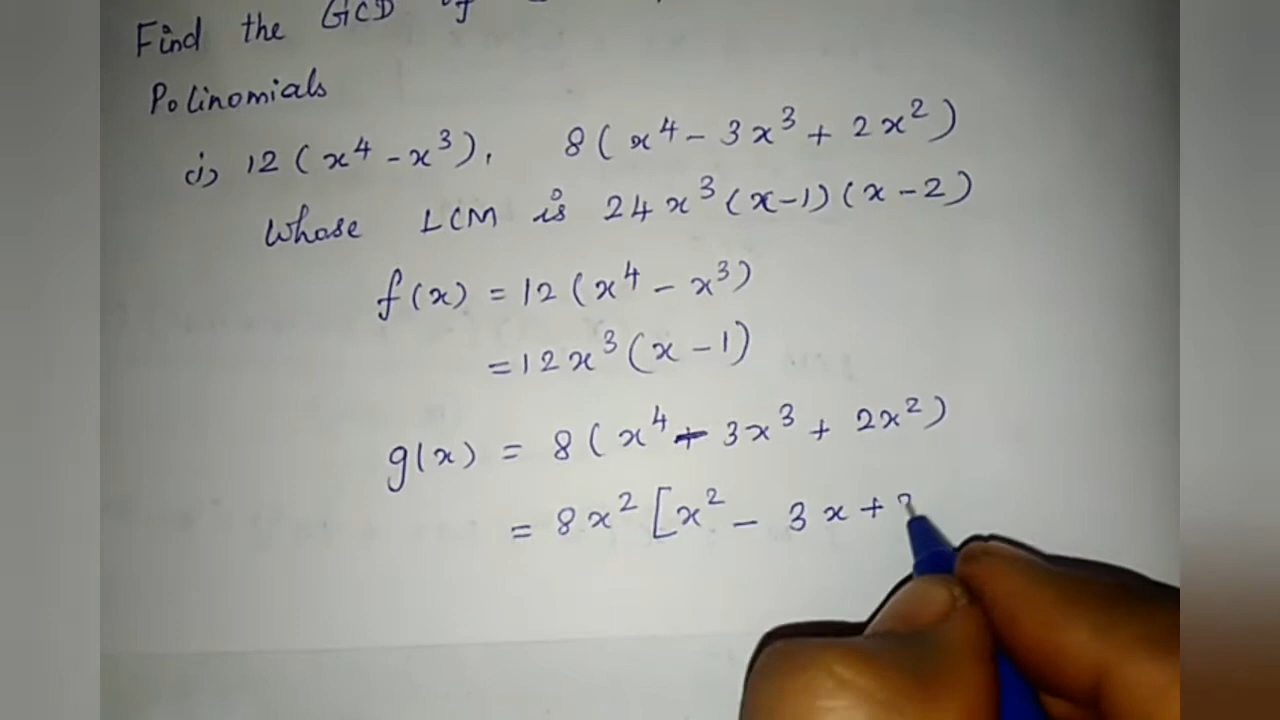 Find the GCD of
Polinomials
i) 12 ( x⁴ - x³ ), 8 ( x⁴ - 3x³ + 2x² )
Whose LCM is 24x³ (x-1) (x-2)
f(x) = 12 ( x⁴ - x³ )
= 12x³ ( x - 1 )
g(x) = 8 ( x⁴ - 3x³ + 2x² )
= 8x² [ x² - 3x +